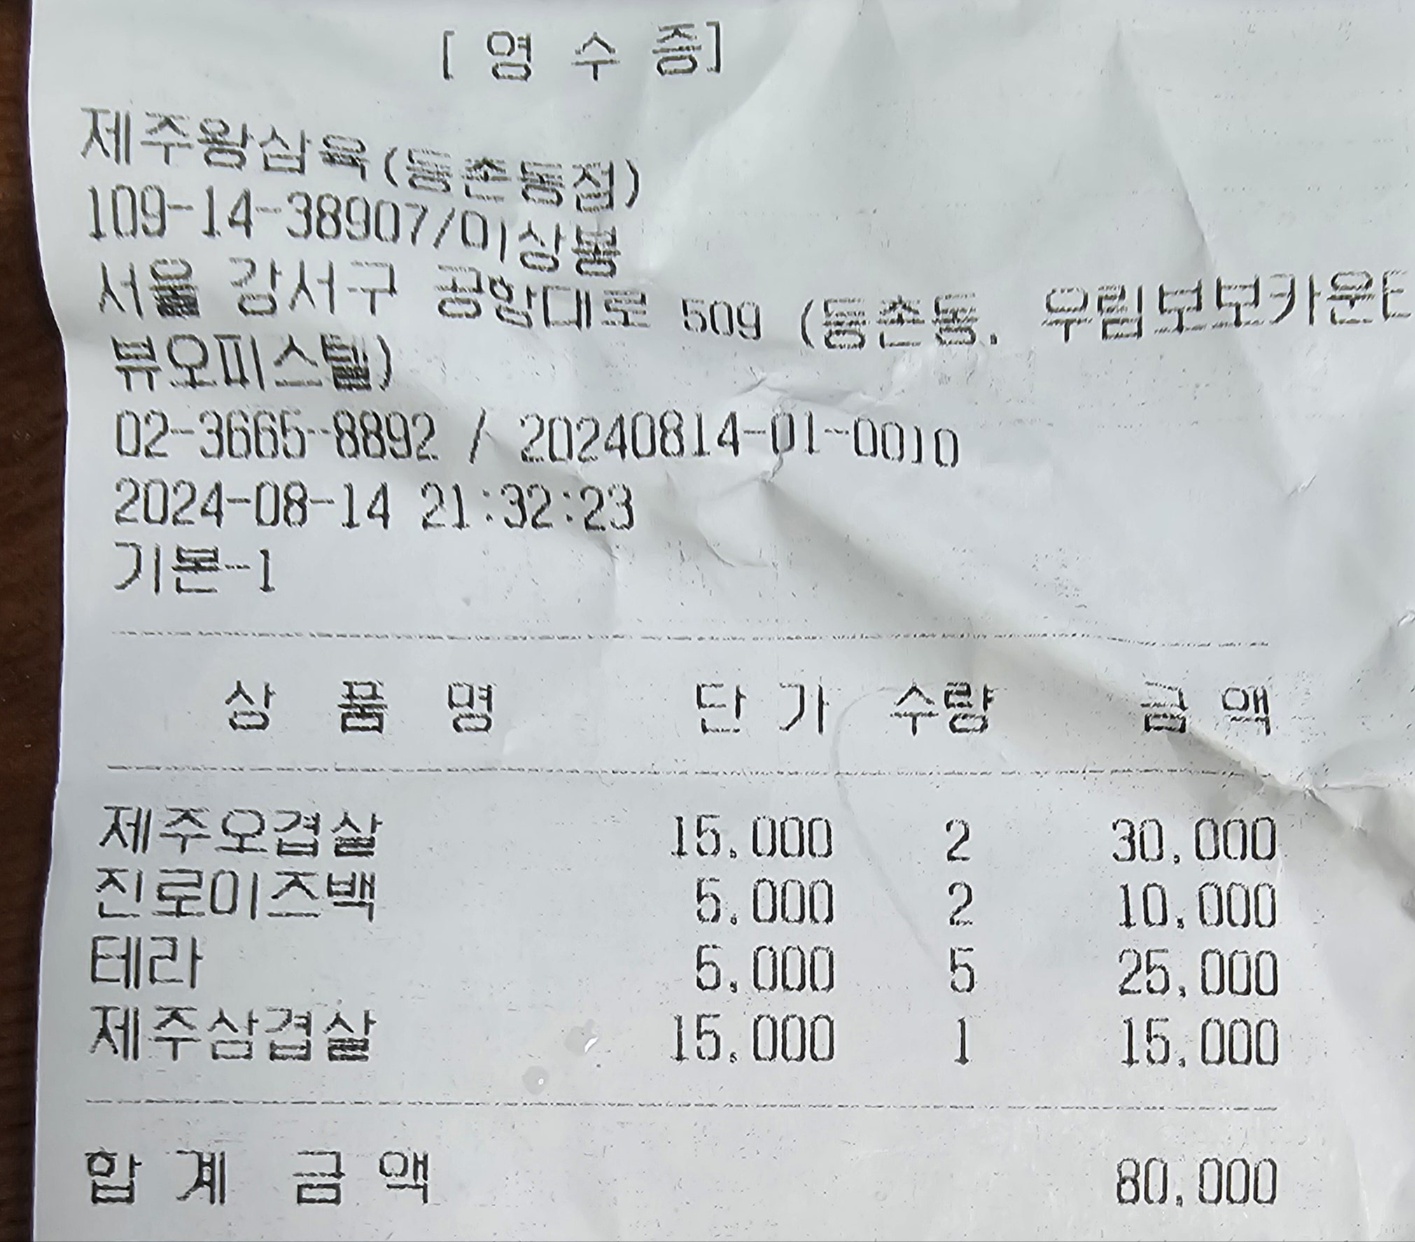 [ 영 수 증]
제주왕삼육(등촌동점)
109-14-38907/이상봉
서울 강서구 공항대로 509 (등촌동, 우림보보카운티
뷰오피스텔)
02-3665-8892 / 20240814-01-0010
2024-08-14 21:32:23
기본-1
상 품 명 단 가 수량 금 액
제주오겹살 15,000 2 30,000
진로이즈백 5,000 2 10,000
테라 5,000 5 25,000
제주삼겹살 15,000 1 15,000
합 계 금 액 80,000